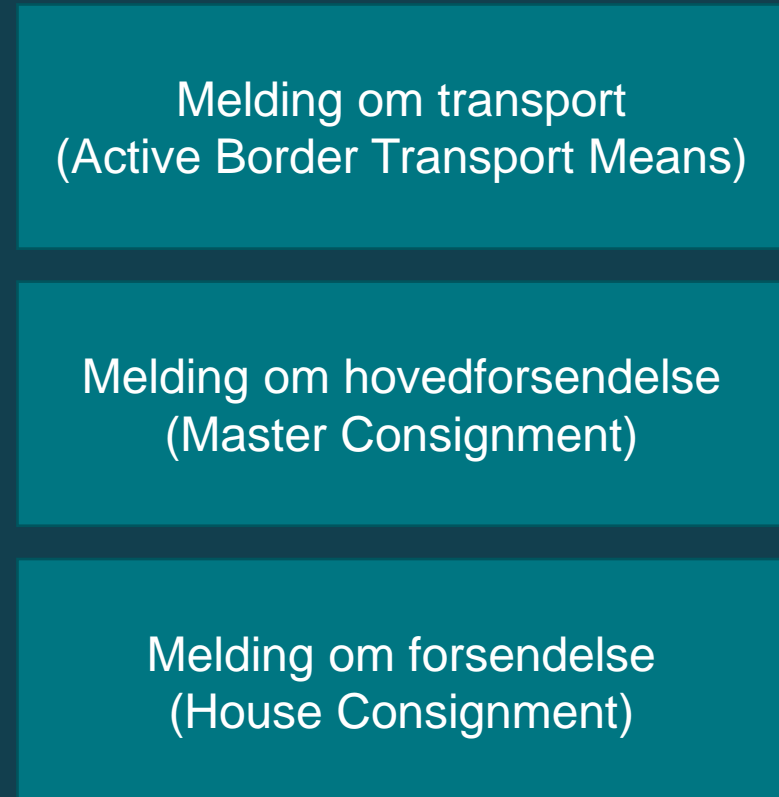 Melding om transport
(Active Border Transport Means)
Melding om hovedforsendelse
(Master Consignment)
Melding om forsendelse
(House Consignment)